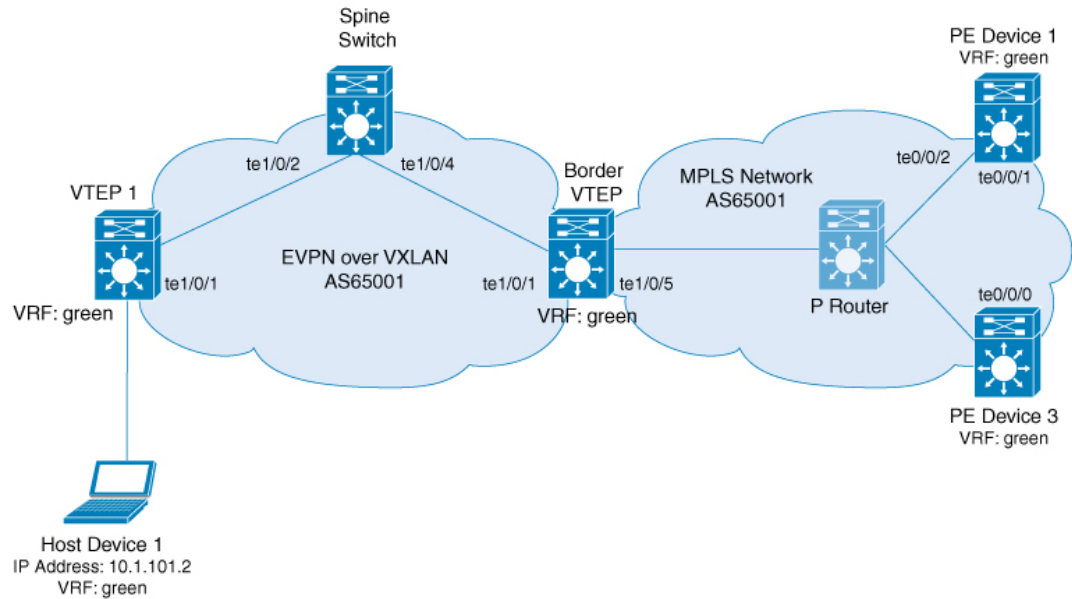 Spine
Switch
te1/0/2
te1/0/4
VTEP 1
te1/0/1
VRF: green
EVPN over VXLAN
AS65001
Border
VTEP
te1/0/1
te1/0/5
VRF: green
MPLS Network
AS65001
P Router
PE Device 1
VRF: green
te0/0/2
te0/0/1
te0/0/0
PE Device 3
VRF: green
Host Device 1
IP Address: 10.1.101.2
VRF: green